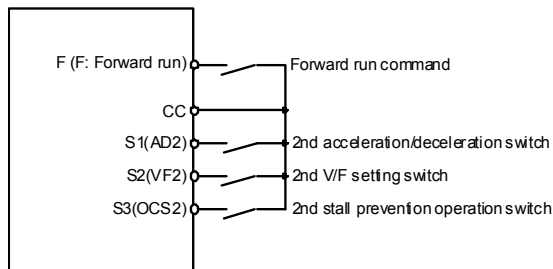 F (F: Forward run) Forward run command
CC
S1(AD2) 2nd acceleration/deceleration switch
S2(VF2) 2nd V/F setting switch
S3(OCS2) 2nd stall prevention operation switch